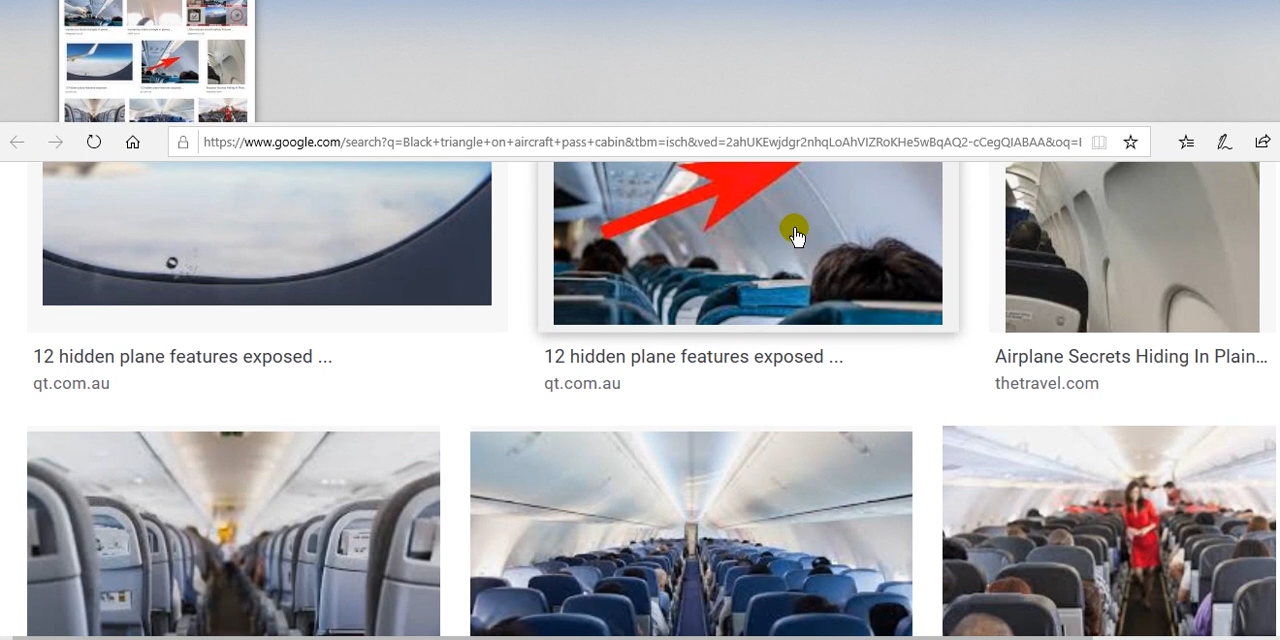 https://www.google.com/search?q=Black+triangle+on+aircraft+pass+cabin&tbm=isch&ved=2ahUKEwjdgr2nhqLoAhVIZRoKHe5wBqAQ2-cCegQIABAA&oq=I
12 hidden plane features exposed ...
12 hidden plane features exposed ...
Airplane Secrets Hiding In Plain...
qt.com.au
qt.com.au
thetravel.com